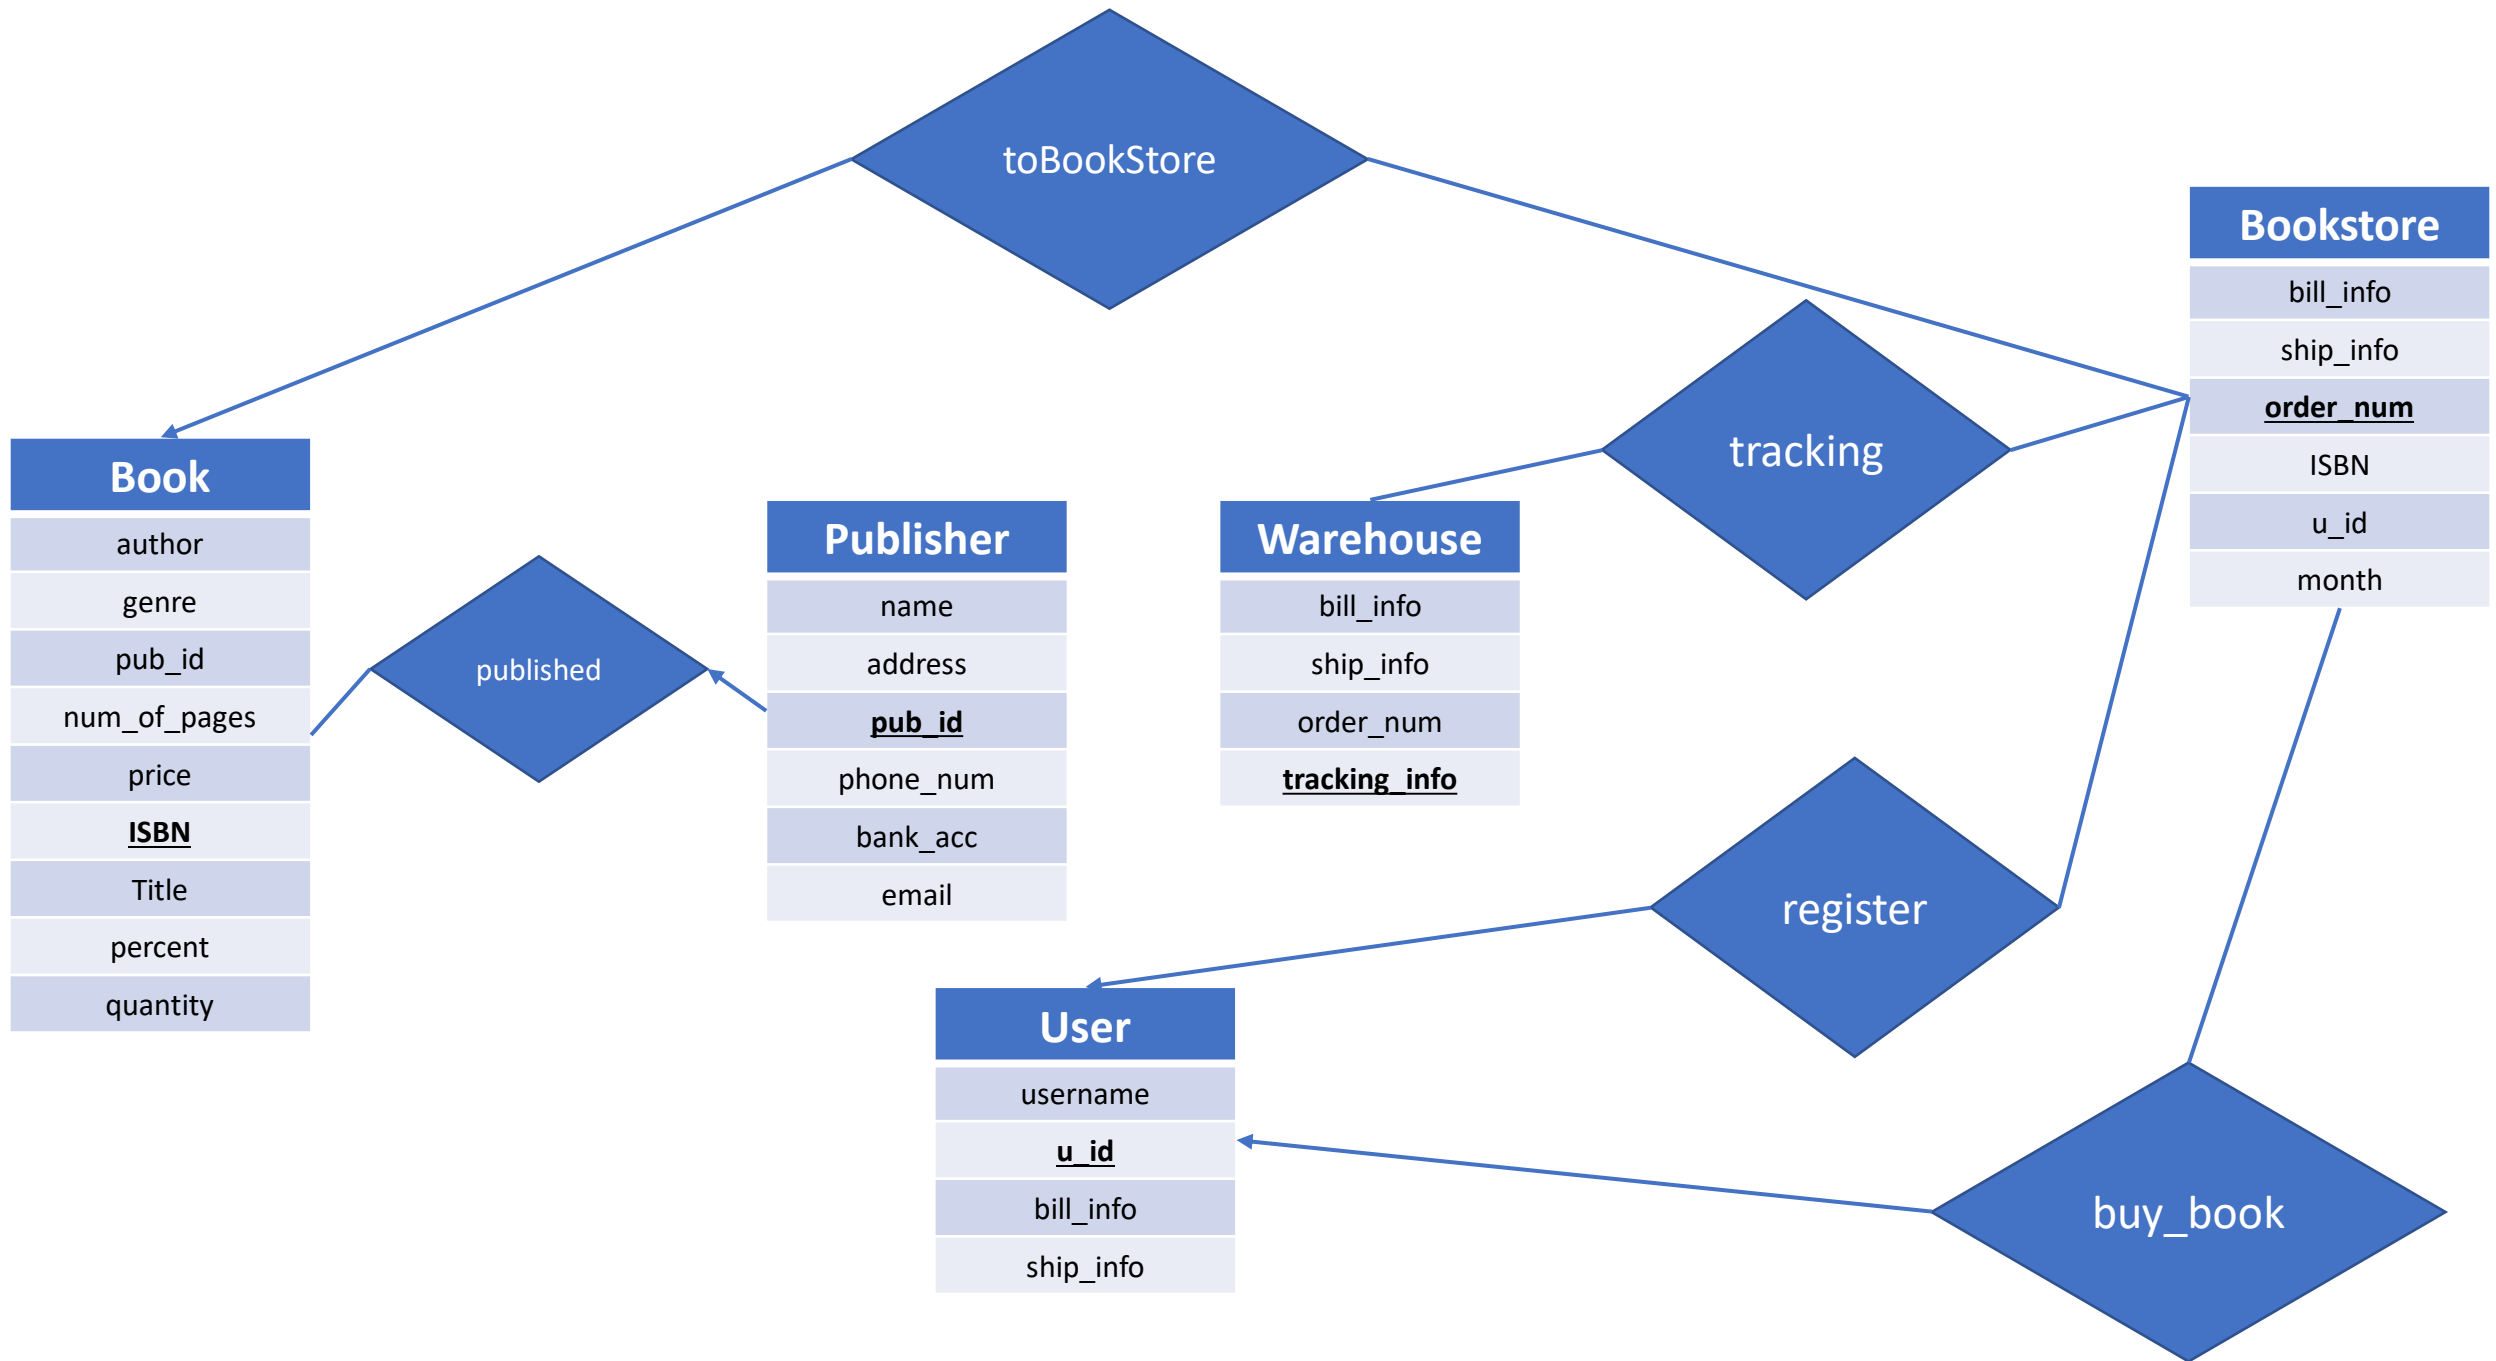 toBookStore
Bookstore
bill_info
ship_info
order_num
ISBN
u_id
month
tracking
Book
author
genre
pub_id
num_of_pages
price
ISBN
Title
percent
quantity
published
Publisher
name
address
pub_id
phone_num
bank_acc
email
Warehouse
bill_info
ship_info
order_num
tracking_info
register
User
username
u_id
bill_info
ship_info
buy_book